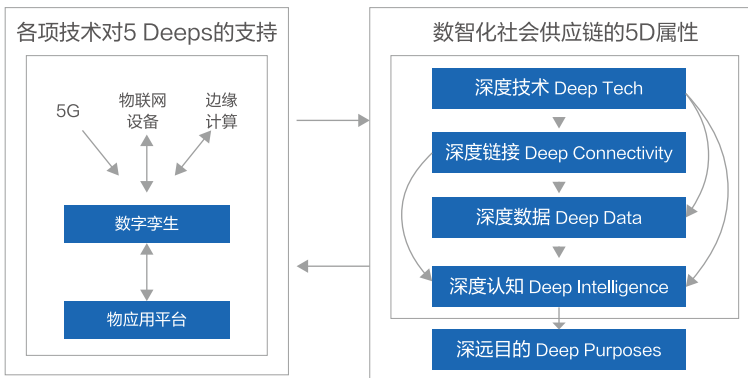 各项技术对5 Deeps的支持
5G
物联网
设备
边缘
计算
数字孪生
物应用平台
数智化社会供应链的5D属性
深度技术 Deep Tech
深度链接 Deep Connectivity
深度数据 Deep Data
深度认知 Deep Intelligence
深远目的 Deep Purposes